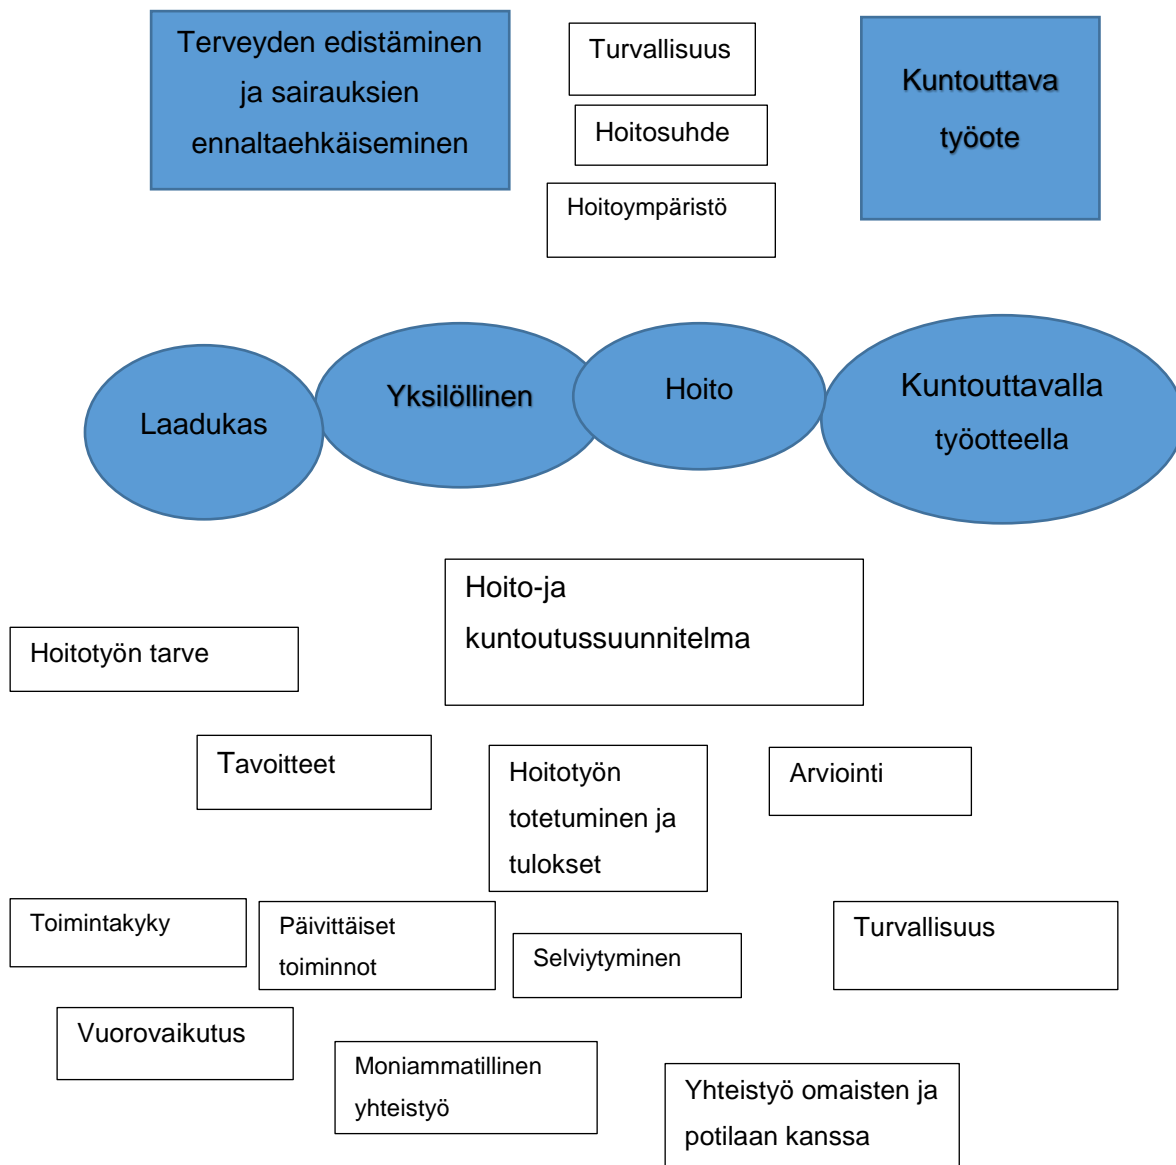 Terveyden edistäminen
ja sairauksien
ennaltaehkäiseminen
Turvallisuus
Hoitosuhde
Hoitoympäristö
Kuntouttava
työote
Laadukas
Yksilöllinen
Hoito
Kuntouttavalla
työotteella
Hoito-ja
kuntoutussuunnitelma
Hoitotyön tarve
Tavoitteet
Hoitotyön
totetuminen ja
tulokset
Arviointi
Toimintakyky
Päivittäiset
toiminnot
Selviytyminen
Turvallisuus
Vuorovaikutus
Moniammatillinen
yhteistyö
Yhteistyö omaisten ja
potilaan kanssa